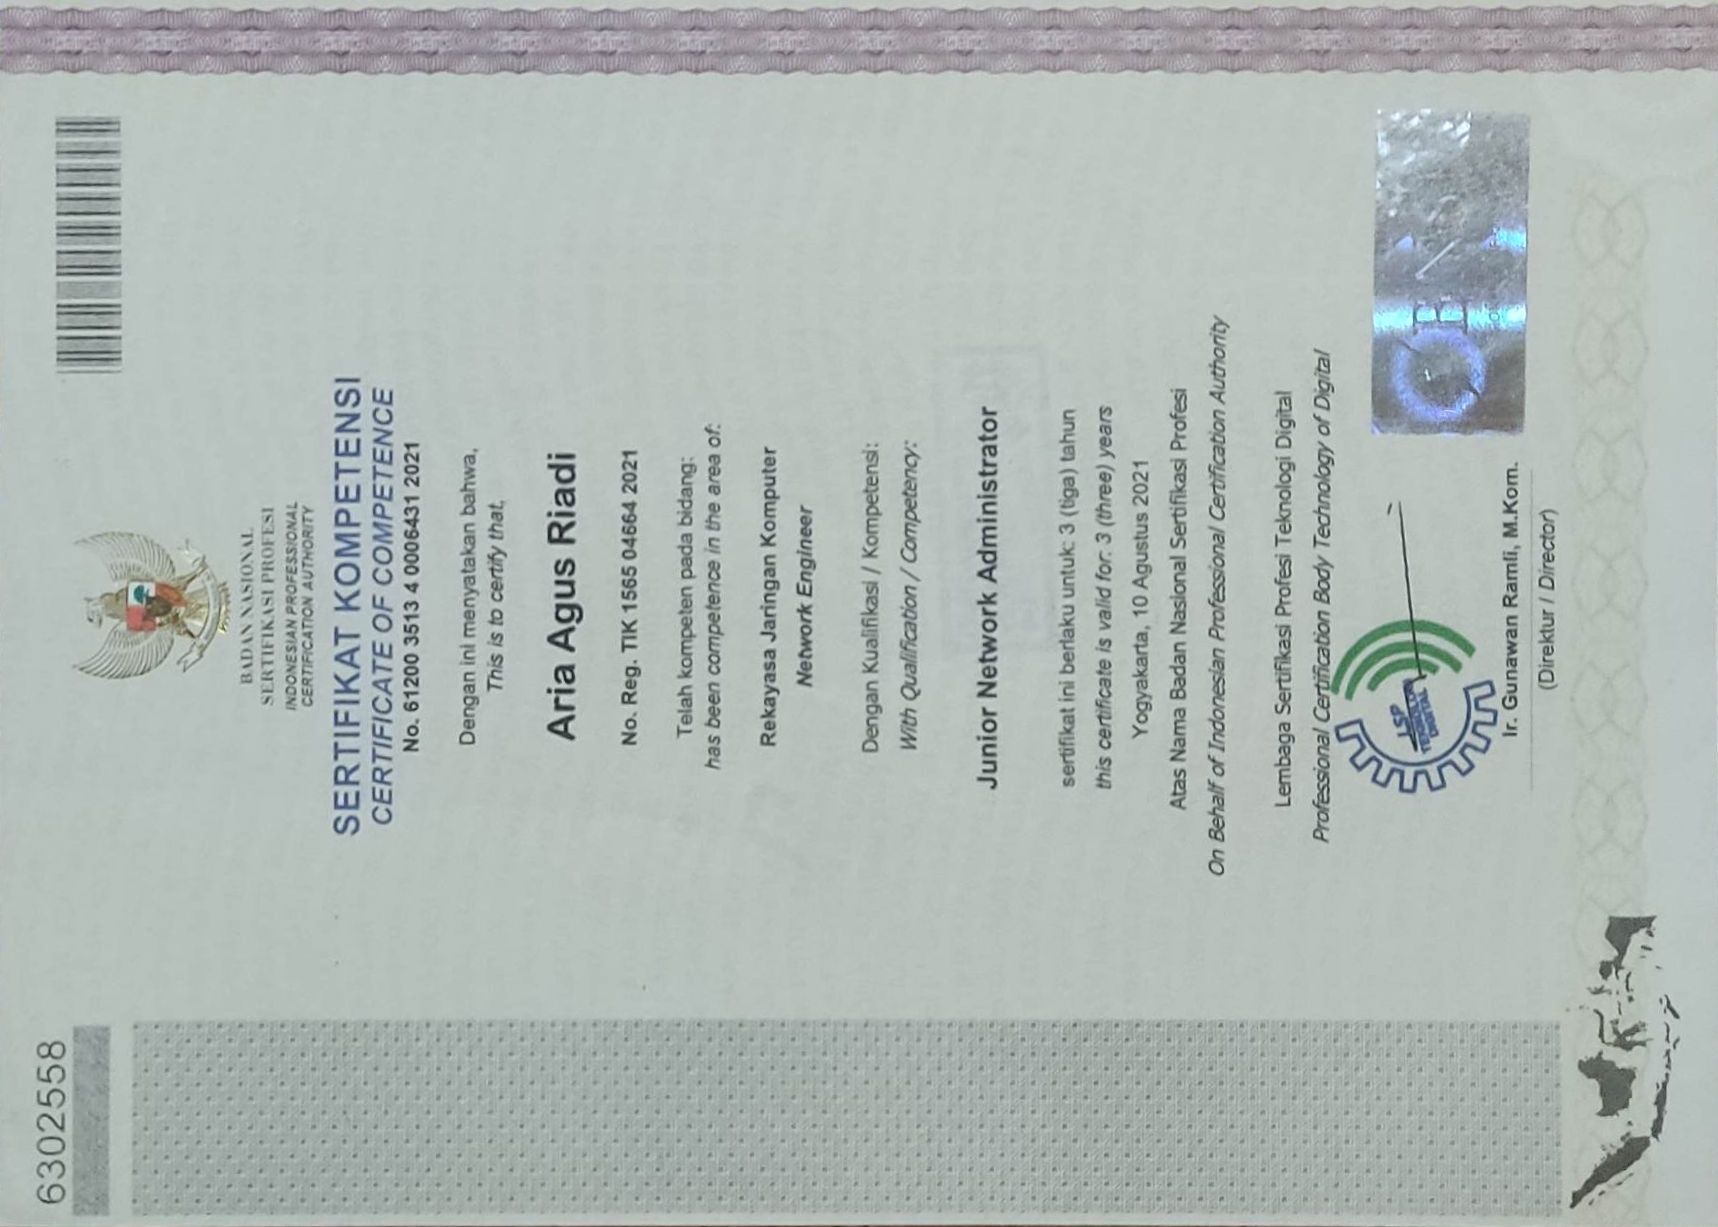 6302558
BADAN NASIONAL
SERTIFIKASI PROFESI
INDONESIAN PROFESSIONAL
CERTIFICATION AUTHORITY
SERTIFIKAT KOMPETENSI
CERTIFICATE OF COMPETENCE
No. 61200 3513 4 0006431 2021
Dengan ini menyatakan bahwa,
This is to certify that,
Aria Agus Riadi
No. Reg. TIK 1565 04664 2021
Telah kompeten pada bidang:
has been competence in the area of:
Rekayasa Jaringan Komputer
Network Engineer
Dengan Kualifikasi / Kompetensi:
With Qualification / Competency:
Junior Network Administrator
sertifikat ini berlaku untuk: 3 (tiga) tahun
this certificate is valid for: 3 (three) years
Yogyakarta, 10 Agustus 2021
Atas Nama Badan Nasional Sertifikasi Profesi
On Behalf of Indonesian Professional Certification Authority
Lembaga Sertifikasi Profesi Teknologi Digital
Professional Certification Body Technology of Digital
LSP
TEKNOLOGI
DIGITAL
Ir. Gunawan Ramli, M.Kom.
(Direktur / Director)